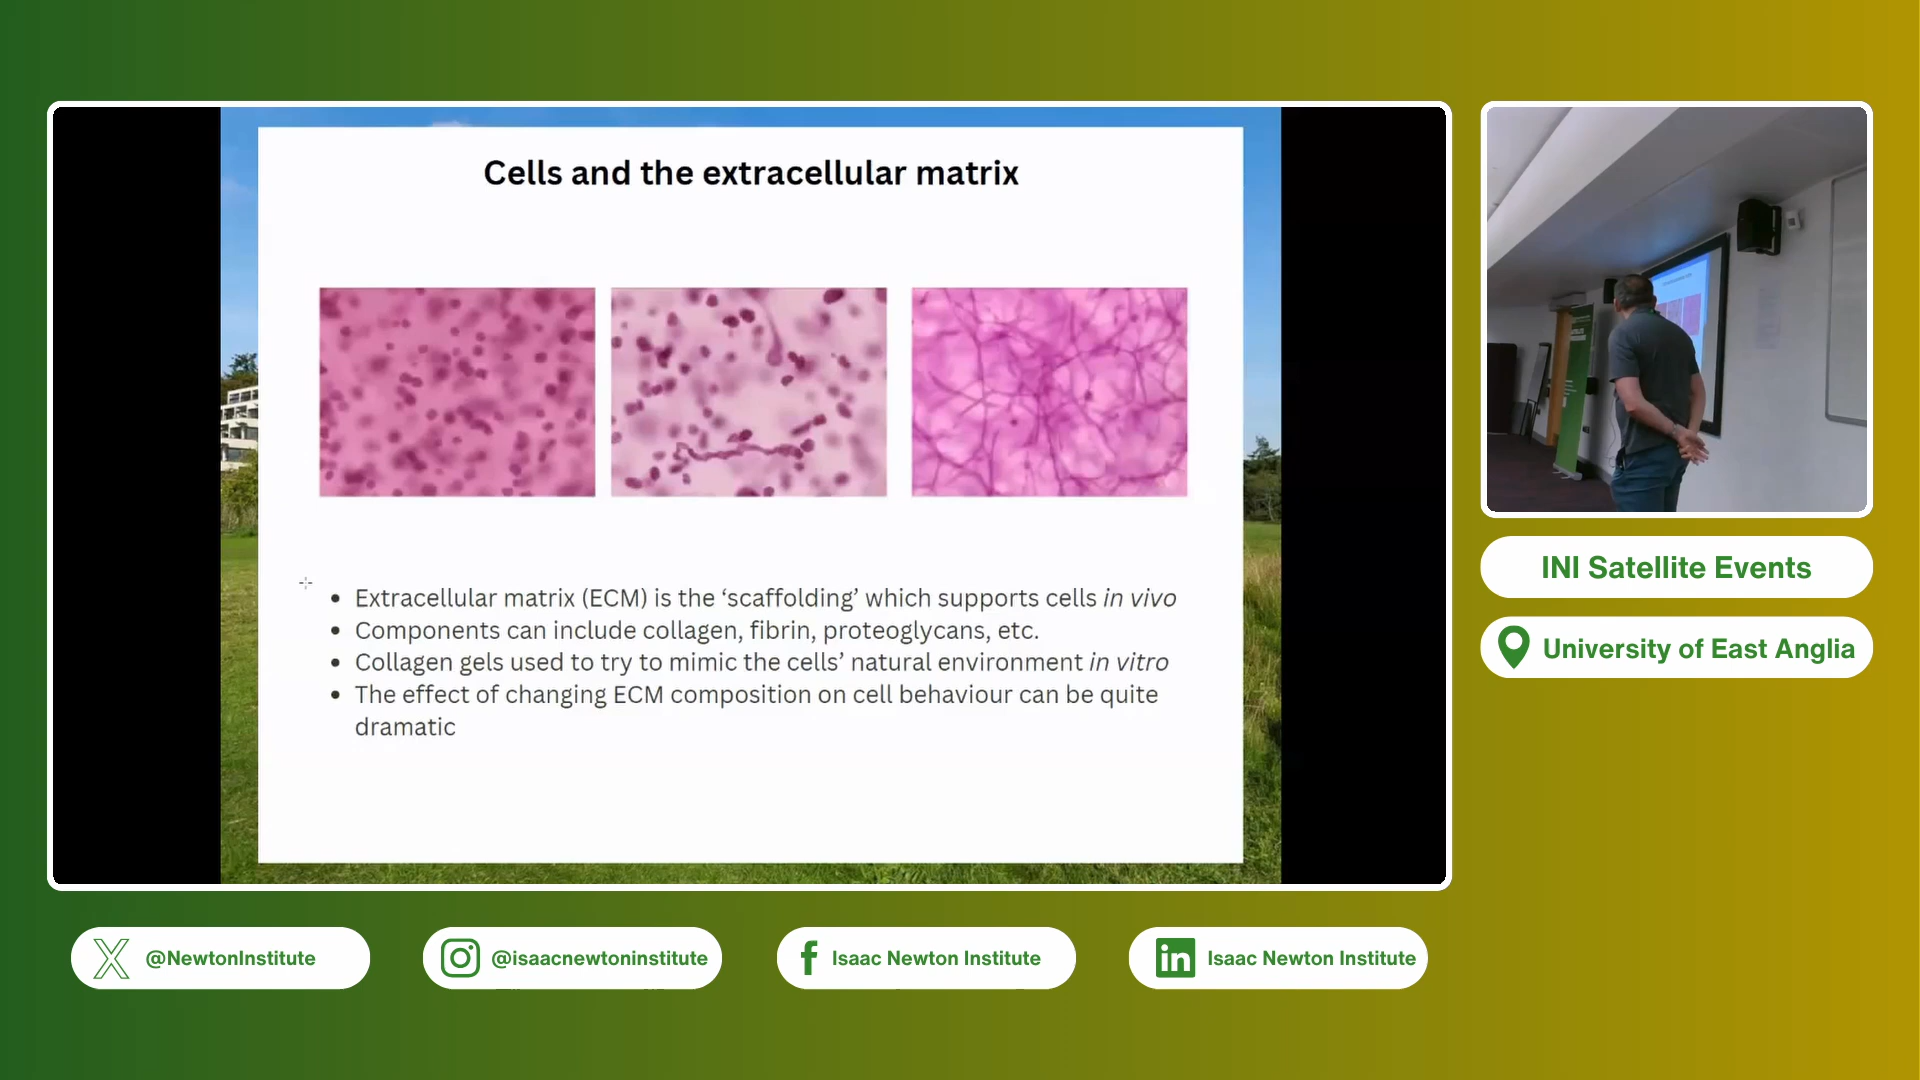 Cells and the extracellular matrix
• Extracellular matrix (ECM) is the ‘scaffolding’ which supports cells in vivo
• Components can include collagen, fibrin, proteoglycans, etc.
• Collagen gels used to try to mimic the cells’ natural environment in vitro
• The effect of changing ECM composition on cell behaviour can be quite
dramatic
INI Satellite Events
University of East Anglia
@NewtonInstitute
@isaacnewtoninstitute
Isaac Newton Institute
Isaac Newton Institute